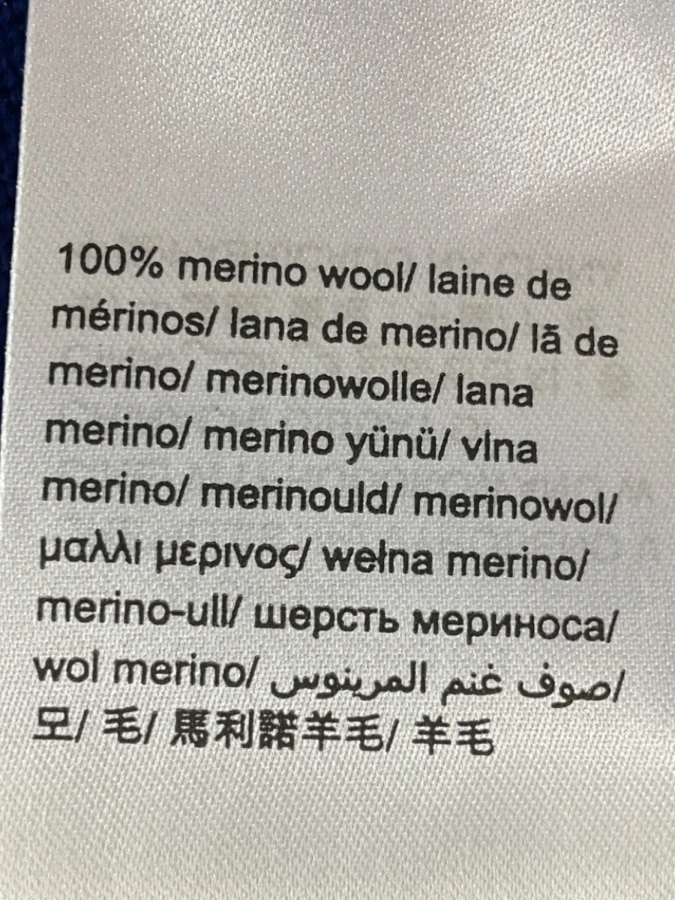 100% merino wool/ laine de
mérinos/ lana de merino/ lã de
merino/ merinowolle/ lana
merino/ merino yünü/ vlna
merino/ merinould/ merinowol/
μαλλι μερινος/ wełna merino/
merino-ull/ шерсть мериноса/
wol merino/ صوف غنم المرينوس/
모/ 毛/ 馬利諾羊毛/ 羊毛